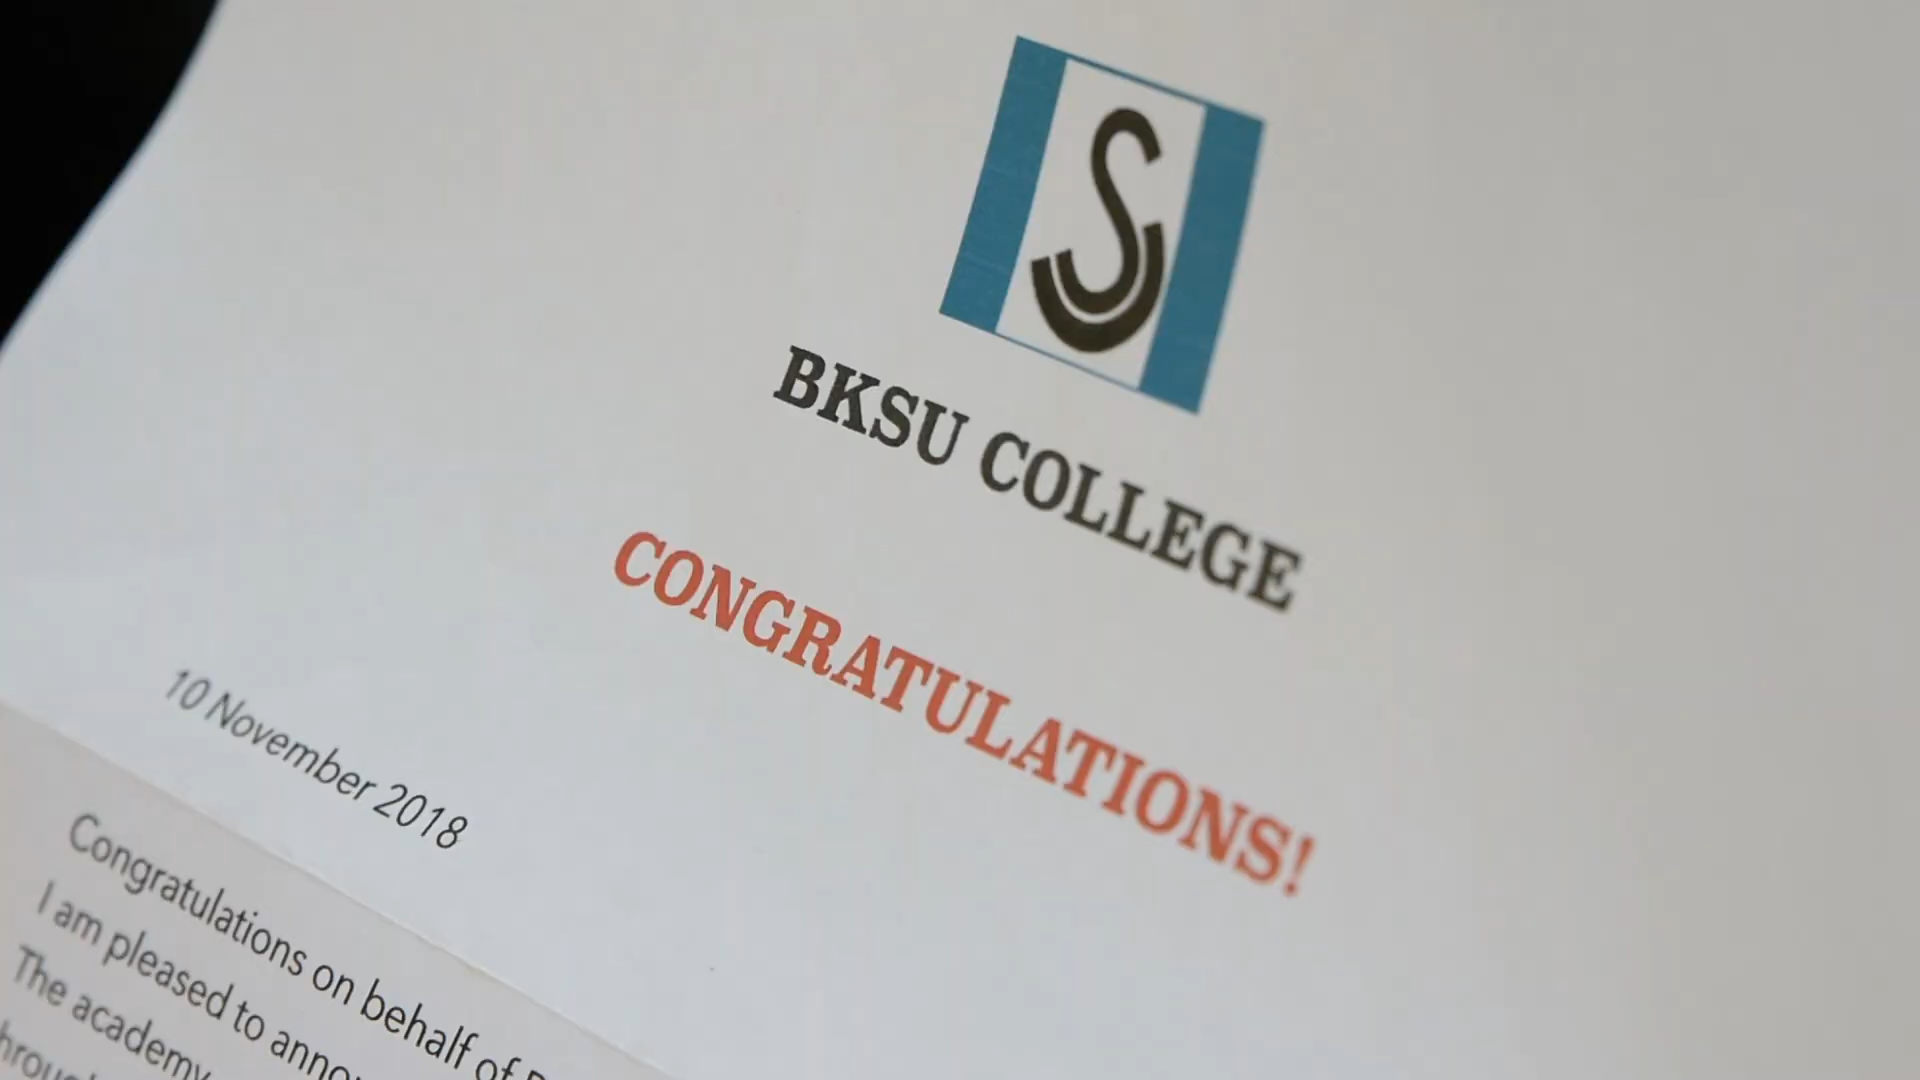 BKSU COLLEGE
CONGRATULATIONS!
10 November 2018
Congratulations on behalf of
I am pleased to
The academy